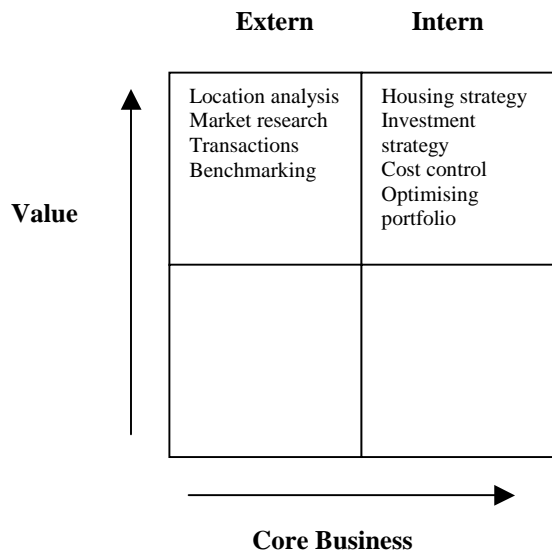 Extern Intern
Location analysis
Market research
Transactions
Benchmarking
Housing strategy
Investment
strategy
Cost control
Optimising
portfolio
Value
Core Business